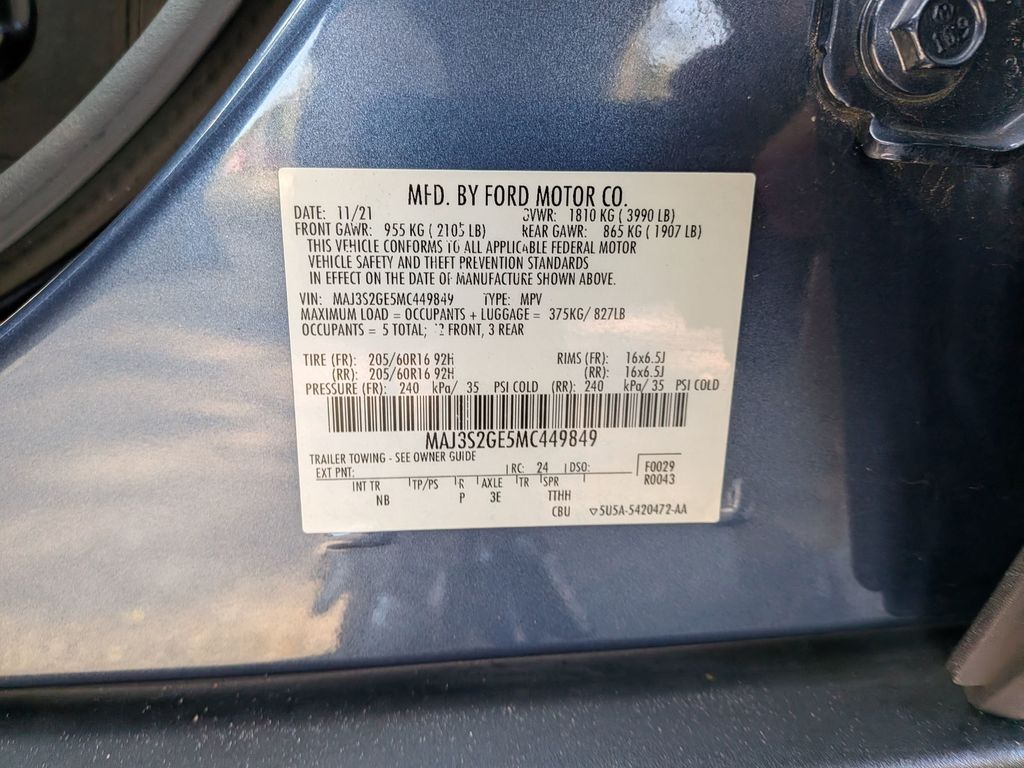 MFD. BY FORD MOTOR CO.
DATE: 11/21 GVWR: 1810 KG ( 3990 LB)
FRONT GAWR: 955 KG ( 2105 LB) REAR GAWR: 865 KG ( 1907 LB)
THIS VEHICLE CONFORMS TO ALL APPLICABLE FEDERAL MOTOR
VEHICLE SAFETY AND THEFT PREVENTION STANDARDS
IN EFFECT ON THE DATE OF MANUFACTURE SHOWN ABOVE.
VIN: MAJ3S2GE5MC449849 TYPE: MPV
MAXIMUM LOAD = OCCUPANTS + LUGGAGE = 375KG/ 827LB
OCCUPANTS = 5 TOTAL; 2 FRONT, 3 REAR
TIRE (FR): 205/60R16 92H RIMS (FR): 16x6.5J
(RR): 205/60R16 92H (RR): 16x6.5J
PRESSURE (FR): 240 kPa/ 35 PSI COLD (RR): 240 kPa/ 35 PSI COLD
MAJ3S2GE5MC449849
TRAILER TOWING - SEE OWNER GUIDE
EXT PNT: RC: 24 DSO: F0029
R0043
INT TR TP/PS R AXLE TR SPR
NB P 3E TTHH
CBU ▽5U5A-5420472-AA